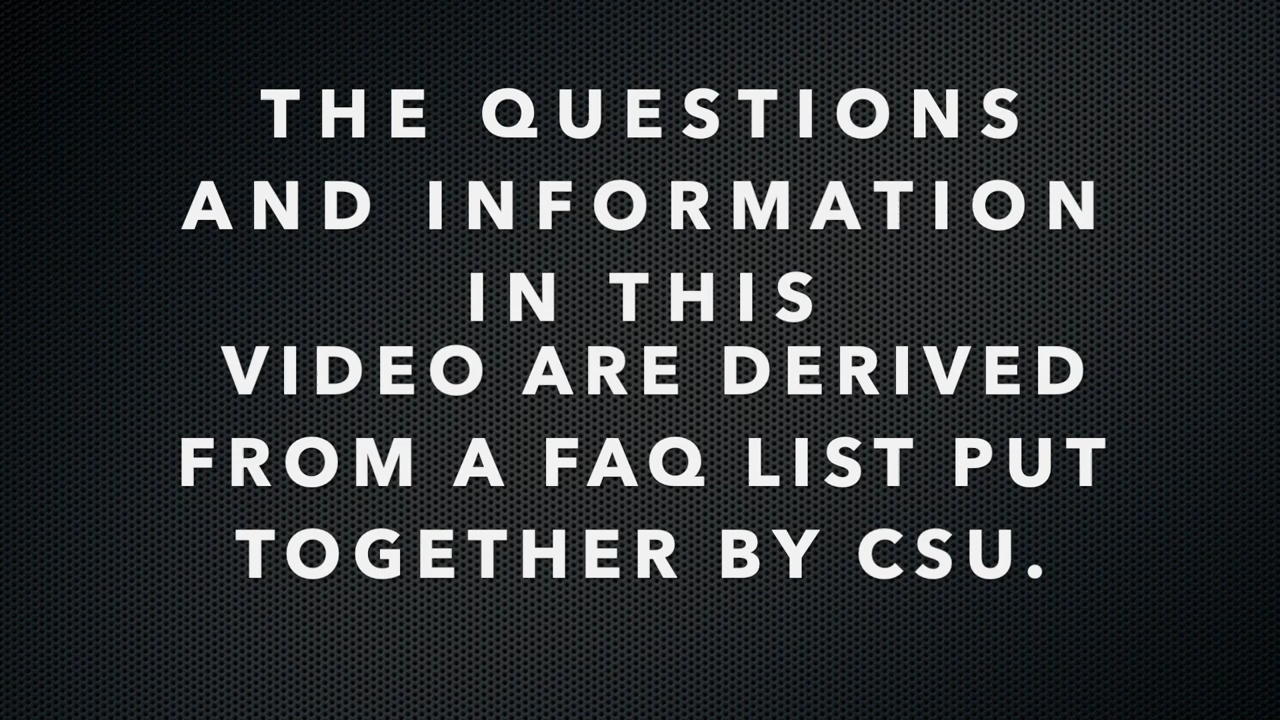 THE QUESTIONS
AND INFORMATION
IN THIS
VIDEO ARE DERIVED
FROM A FAQ LIST PUT
TOGETHER BY CSU.